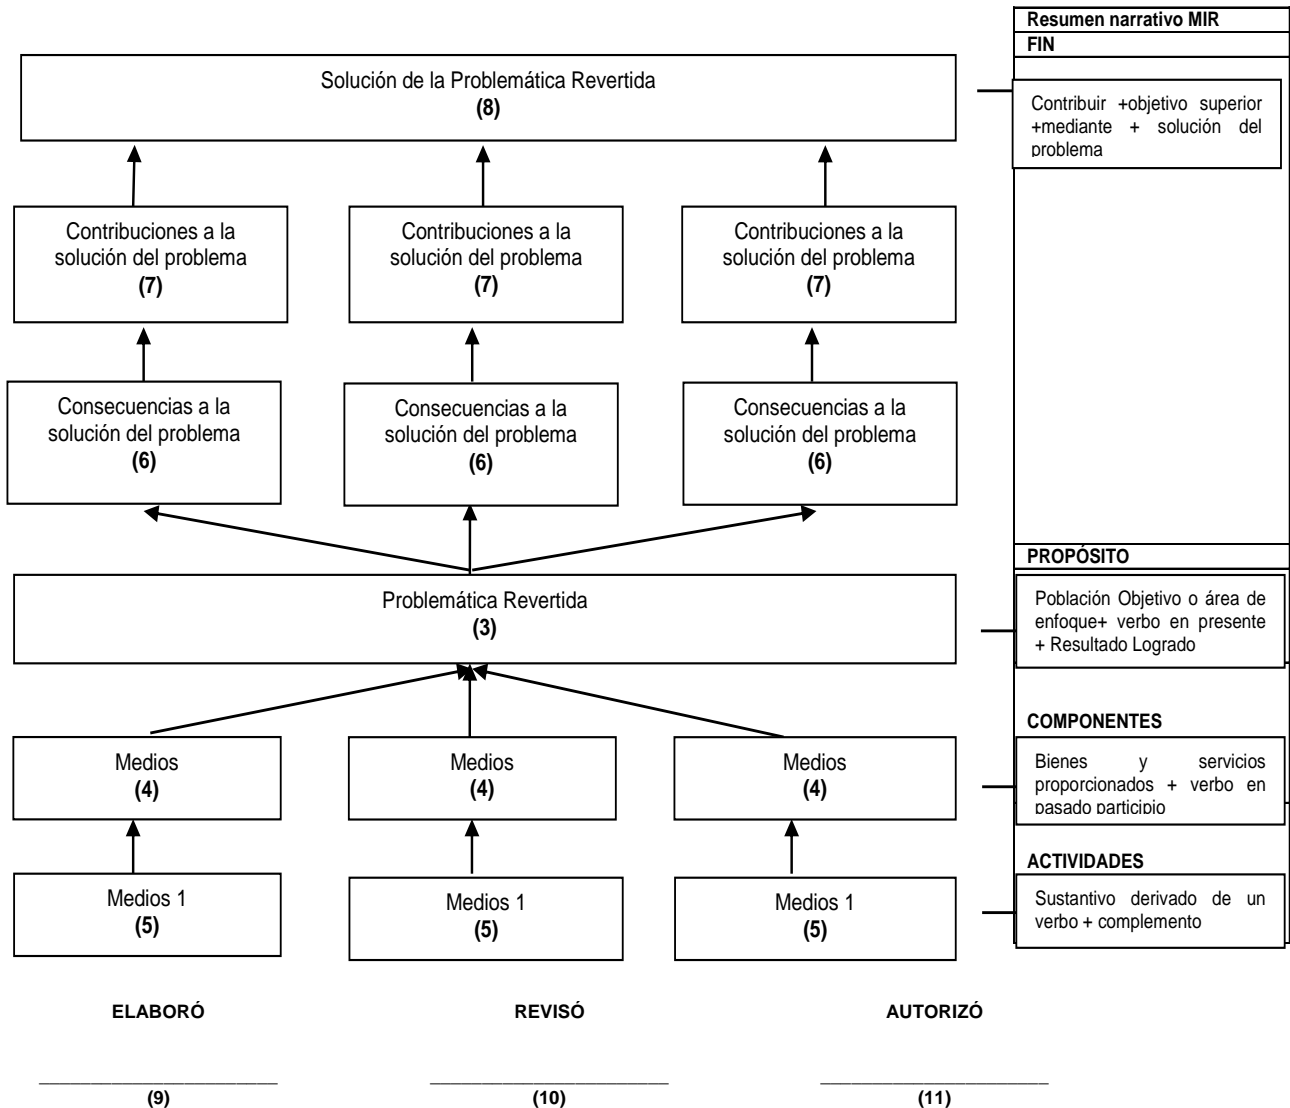 Resumen narrativo MIR
FIN
Solución de la Problemática Revertida
(8)
Contribuir +objetivo superior
+mediante + solución del
problema
Contribuciones a la
solución del problema
(7)
Contribuciones a la
solución del problema
(7)
Contribuciones a la
solución del problema
(7)
Consecuencias a la
solución del problema
(6)
Consecuencias a la
solución del problema
(6)
Consecuencias a la
solución del problema
(6)
PROPÓSITO
Problemática Revertida
(3)
Población Objetivo o área de
enfoque+ verbo en presente
+ Resultado Logrado
COMPONENTES
Medios
(4)
Medios
(4)
Medios
(4)
Bienes y servicios
proporcionados + verbo en
pasado participio
ACTIVIDADES
Medios 1
(5)
Medios 1
(5)
Medios 1
(5)
Sustantivo derivado de un
verbo + complemento
ELABORÓ
REVISÓ
AUTORIZÓ
(9)
(10)
(11)